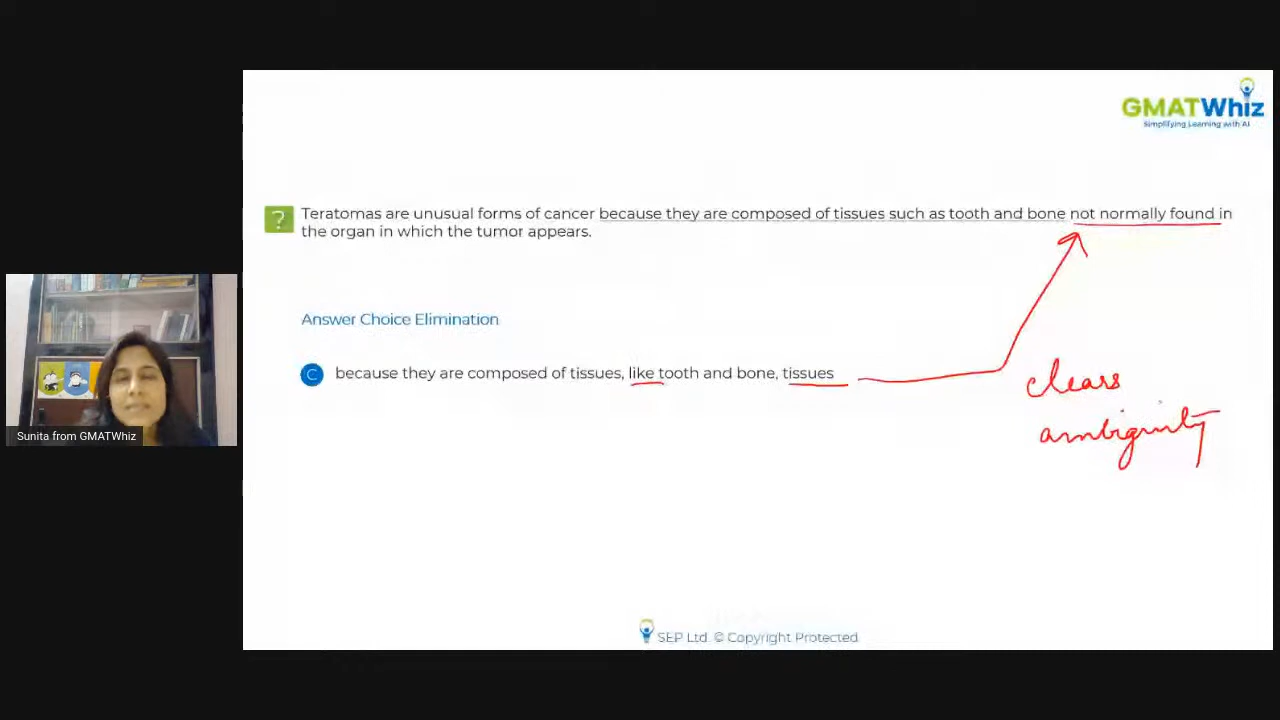 GMATWhiz
Simplifying Learning with AI
?
Teratomas are unusual forms of cancer because they are composed of tissues such as tooth and bone not normally found in
the organ in which the tumor appears.
Answer Choice Elimination
C because they are composed of tissues, like tooth and bone, tissues
clears
ambiguity
Sunita from GMATWhiz
SEP Ltd. © Copyright Protected